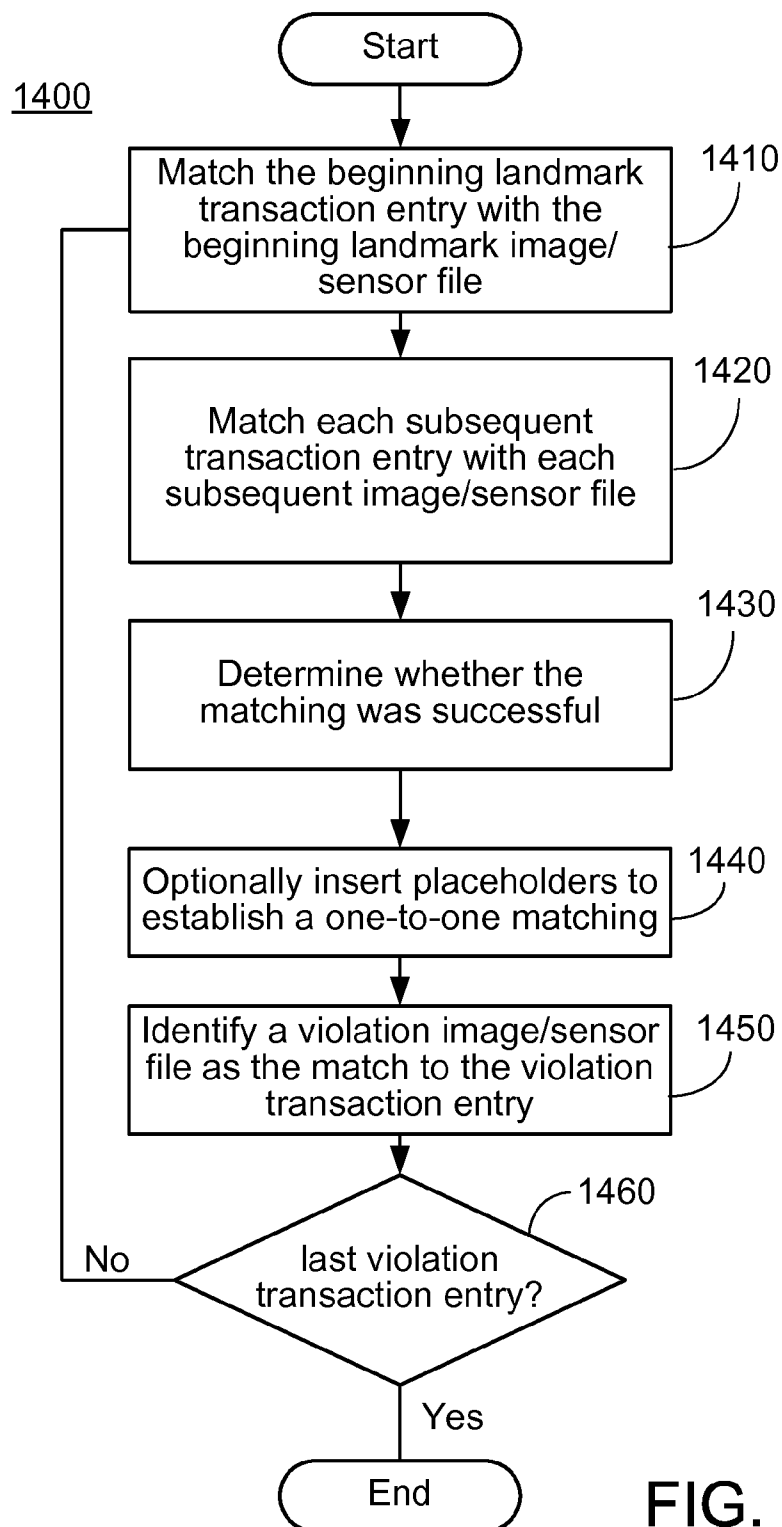 Start
1400
1410
Match the beginning landmark
transaction entry with the
beginning landmark image/
sensor file
1420
Match each subsequent
transaction entry with each
subsequent image/sensor file
1430
Determine whether the
matching was successful
1440
Optionally insert placeholders to
establish a one-to-one matching
1450
Identify a violation image/sensor
file as the match to the violation
transaction entry
1460
last violation
transaction entry?
No
Yes
End
FIG.